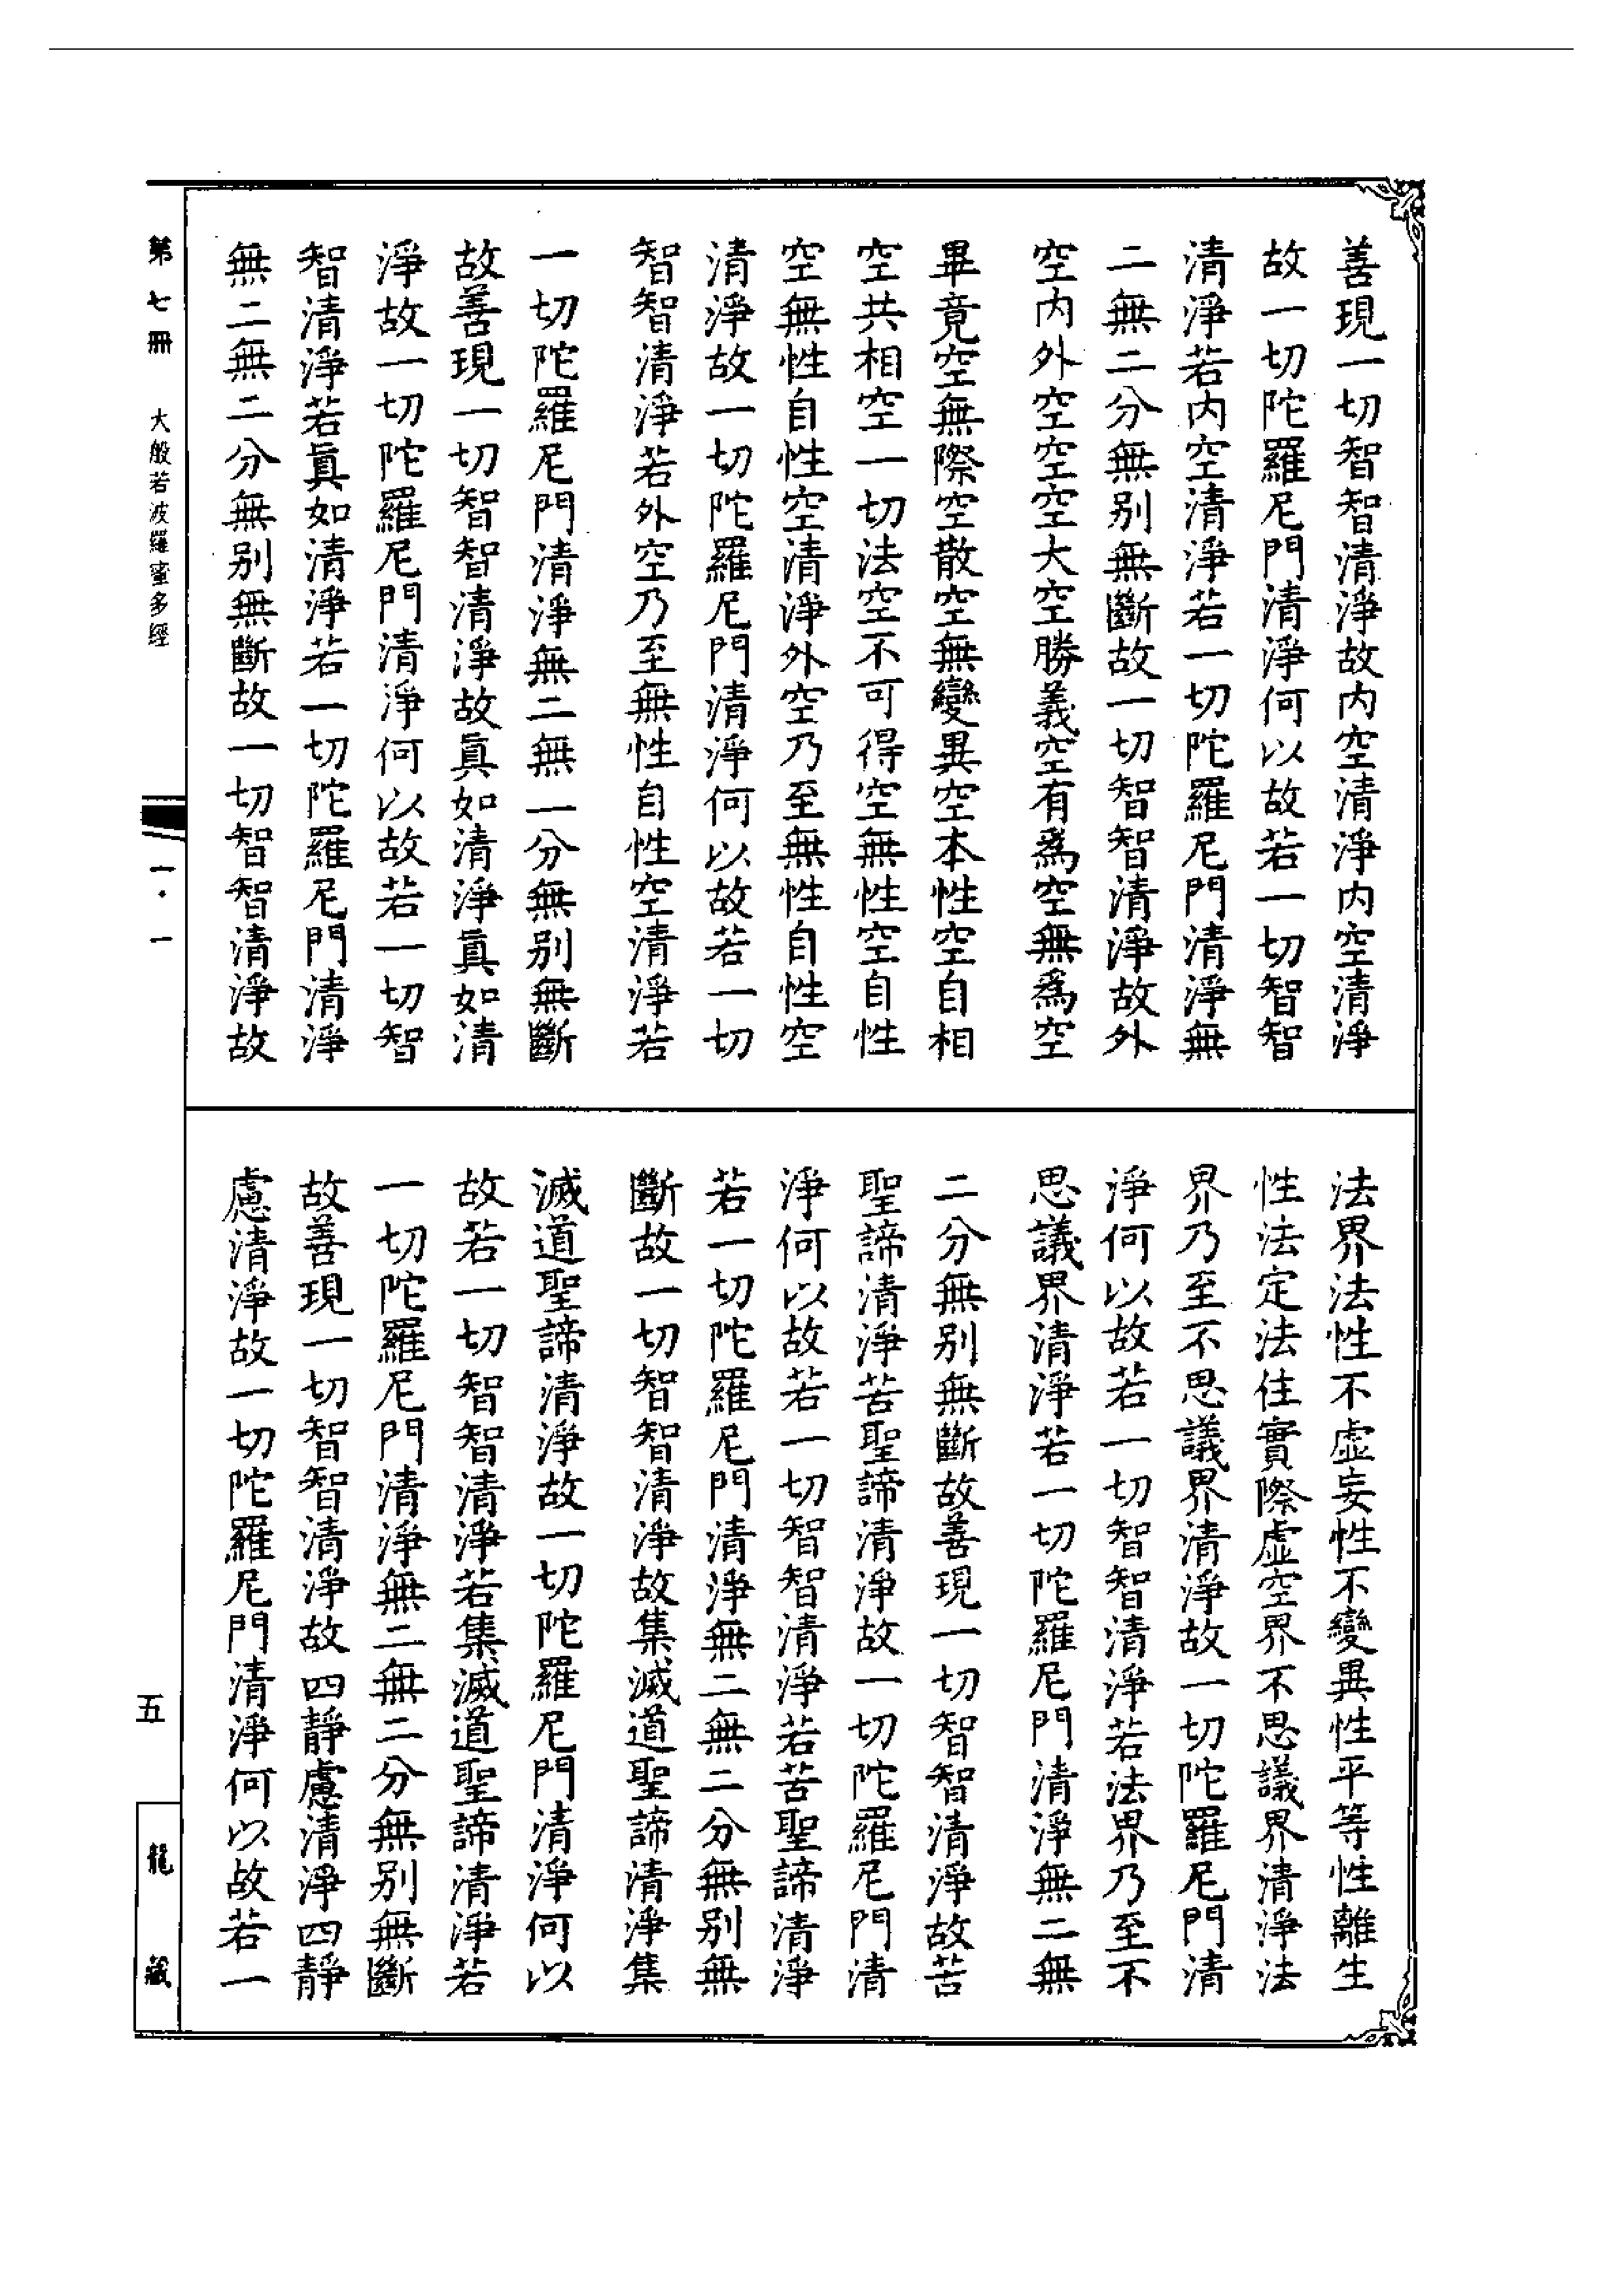 善現一切智智清淨故内空清淨内空清淨
故一切陀羅尼門清淨何以故若一切智智
清淨若内空清淨若一切陀羅尼門清淨無
二無二分無别無斷故一切智智清淨故外
空内外空空空大空勝義空有爲空無爲空
畢竟空無際空散空無變異空本性空自相
空共相空一切法空不可得空無性空自性
空無性自性空清淨外空乃至無性自性空
清淨故一切陀羅尼門清淨何以故若一切
智智清淨若外空乃至無性自性空清淨若
一切陀羅尼門清淨無二無二分無别無斷
故善現一切智智清淨故眞如清淨眞如清
淨故一切陀羅尼門清淨何以故若一切智
智清淨若眞如清淨若一切陀羅尼門清淨
無二無二分無别無斷故一切智智清淨故
法界法性不虛妄性不變異性平等性離生
性法定法住實際虛空界不思議界清淨法
界乃至不思議界清淨故一切陀羅尼門清
淨何以故若一切智智清淨若法界乃至不
思議界清淨若一切陀羅尼門清淨無二無
二分無别無斷故善現一切智智清淨故苦
聖諦清淨苦聖諦清淨故一切陀羅尼門清
淨何以故若一切智智清淨若苦聖諦清淨
若一切陀羅尼門清淨無二無二分無别無
斷故一切智智清淨故集滅道聖諦清淨集
滅道聖諦清淨故一切陀羅尼門清淨何以
故若一切智智清淨若集滅道聖諦清淨若
一切陀羅尼門清淨無二無二分無别無斷
故善現一切智智清淨故四靜慮清淨四靜
慮清淨故一切陀羅尼門清淨何以故若一
第七冊 大般若波羅蜜多經 一·一
五
龍藏